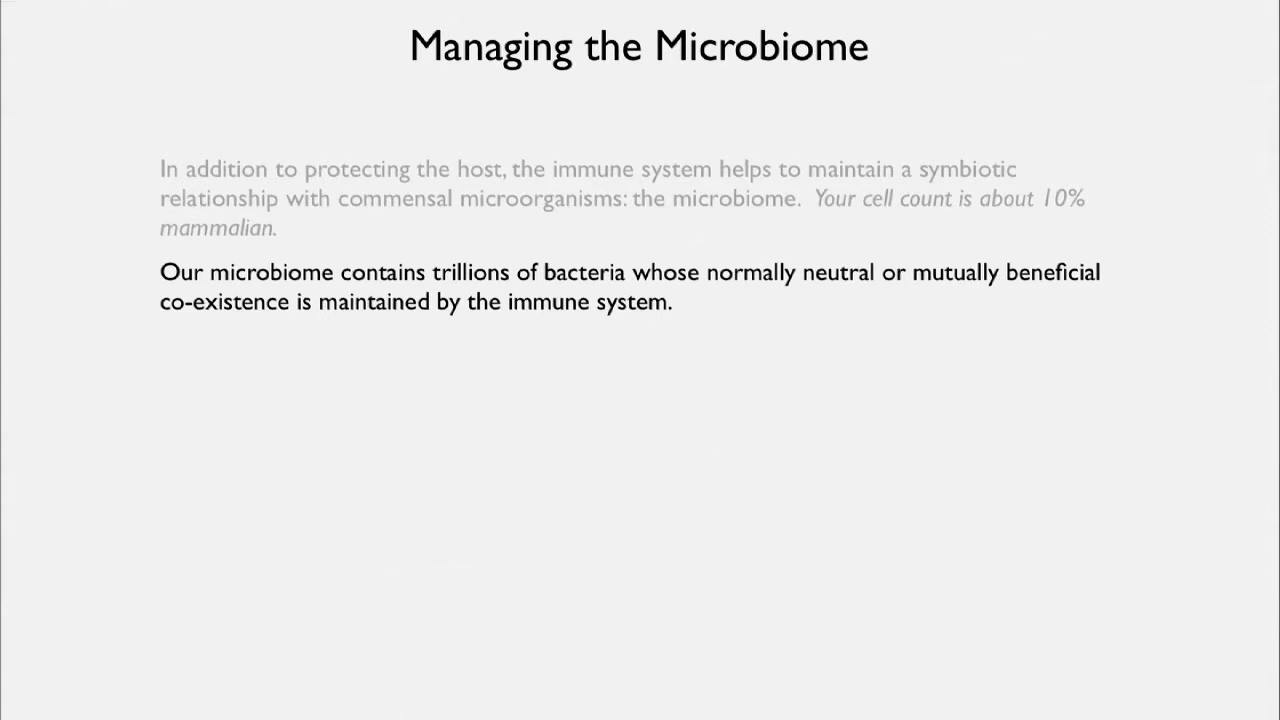 Managing the Microbiome
In addition to protecting the host, the immune system helps to maintain a symbiotic
relationship with commensal microorganisms: the microbiome. Your cell count is about 10%
mammalian.
Our microbiome contains trillions of bacteria whose normally neutral or mutually beneficial
co-existence is maintained by the immune system.